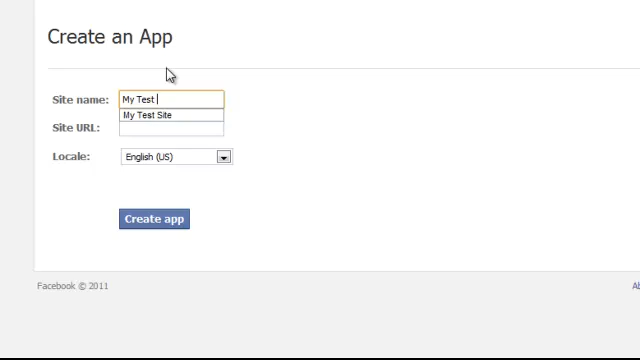 Create an App
Site name: My Test
My Test Site
Site URL:
Locale: English (US)
Create app
Facebook © 2011